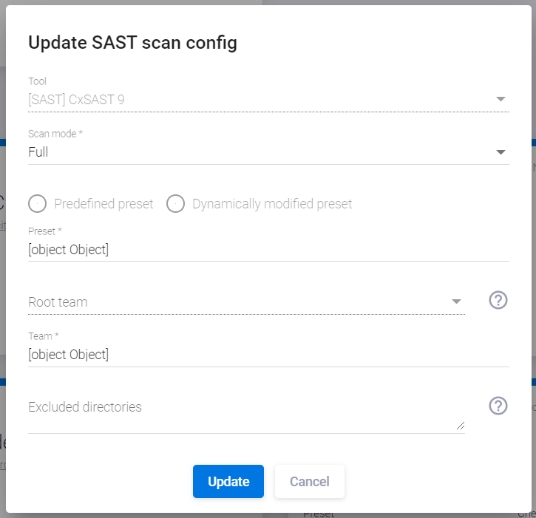 Update SAST scan config
Tool
[SAST] CxSAST 9
Scan mode *
Full
Predefined preset Dynamically modified preset
Preset *
[object Object]
Root team
?
Team *
[object Object]
Excluded directories
?
Update Cancel
Preset